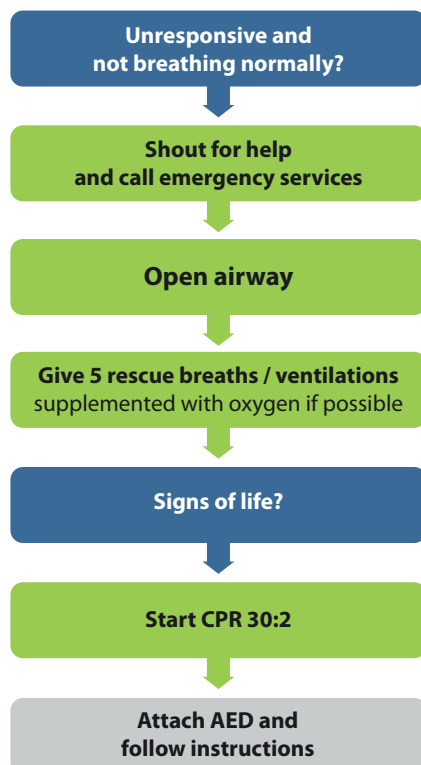 Unresponsive and
not breathing normally?
Shout for help
and call emergency services
Open airway
Give 5 rescue breaths / ventilations
supplemented with oxygen if possible
Signs of life?
Start CPR 30:2
Attach AED and
follow instructions